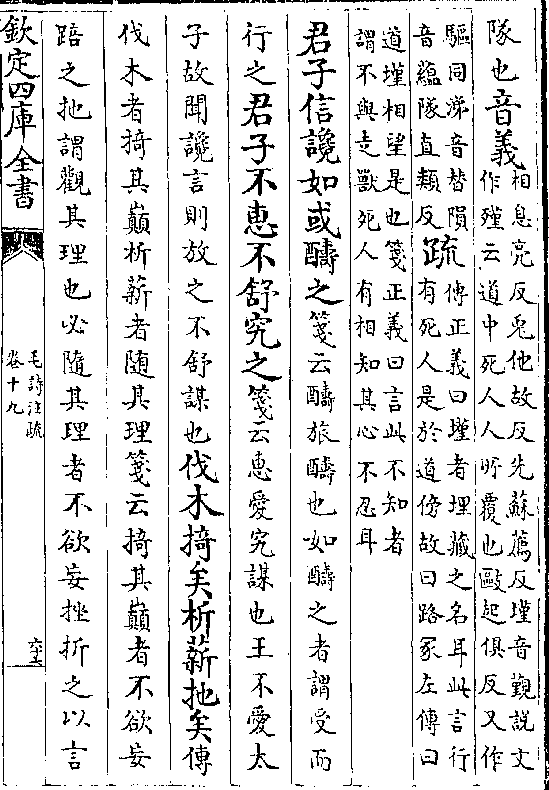 隊也音義
相息亮反兎他故反先蘇薦反墐音覲說文
作殣云道中死人人所覆也敺起俱反又作
驅同涕音替隕
音蘊隊直類反
疏
傳正義曰墐者埋藏之名耳此言行
有死人是於道傍故曰路冢左傳曰
道墐相望是也箋正義曰言此不知者
謂不與走獸死人有相知其心不忍耳
君子信讒如或醻之箋云醻旅醻也如醻之者謂受而
行之君子不惠不舒究之箋云惠愛究謀也王不愛太
子故聞讒言則放之不舒謀也伐木掎矣析薪扡矣傳
伐木者掎其巔析薪者隨其理箋云掎其巔者不欲妄
踣之扡謂觀其理也必隨其理者不欲妄挫折之以言
欽定四庫全書
毛詩注疏
卷十九